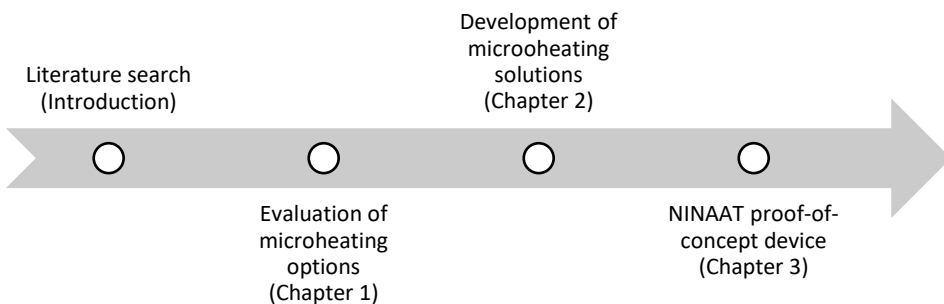 Literature search
(Introduction)
Evaluation of
microheating
options
(Chapter 1)
Development of
microoheating
solutions
(Chapter 2)
NINAAT proof-of-
concept device
(Chapter 3)